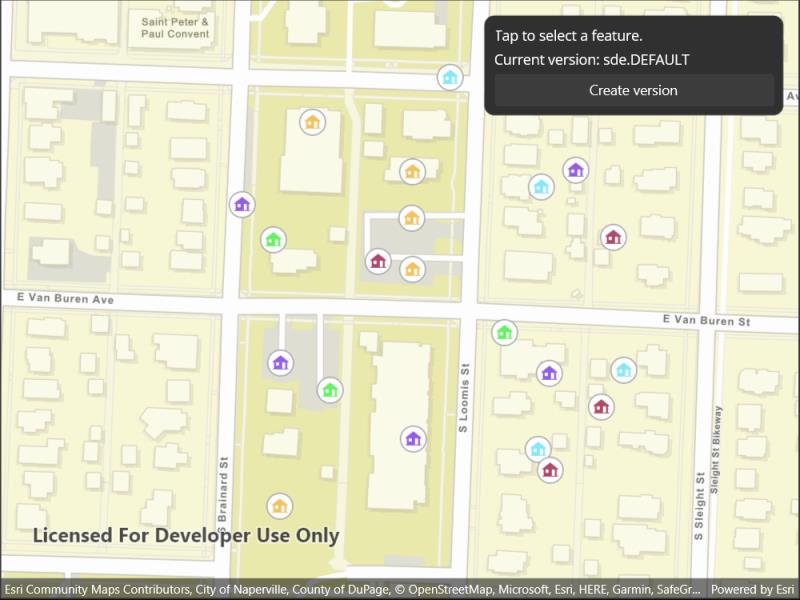 Saint Peter &
Paul Convent
Tap to select a feature.
Current version: sde.DEFAULT
Create version
E Van Buren Ave
E Van Buren St
S Loomis St
S Brainard St
S Sleight St
Sleight St Bikeway
Licensed For Developer Use Only
Esri Community Maps Contributors, City of Naperville, County of DuPage, © OpenStreetMap, Microsoft, Esri, HERE, Garmin, SafeGr... Powered by Esri